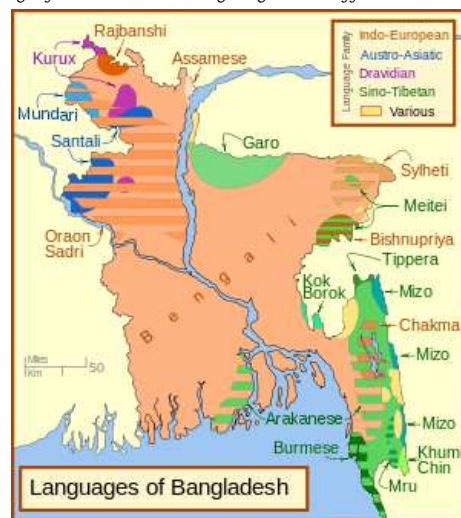 Rajbanshi
Kurux
Assamese
Language Family
Indo-European
Austro-Asiatic
Dravidian
Sino-Tibetan
Various
Mundari
Santali
Garo
Sylheti
Meitei
Bishnupriya
Oraon
Sadri
Tippera
Kok
Borok
Mizo
Bengali
Chakma
Mizo
Miles
Km
50
Arakanese
Mizo
Burmese
Khumi
Chin
Mru
Languages of Bangladesh